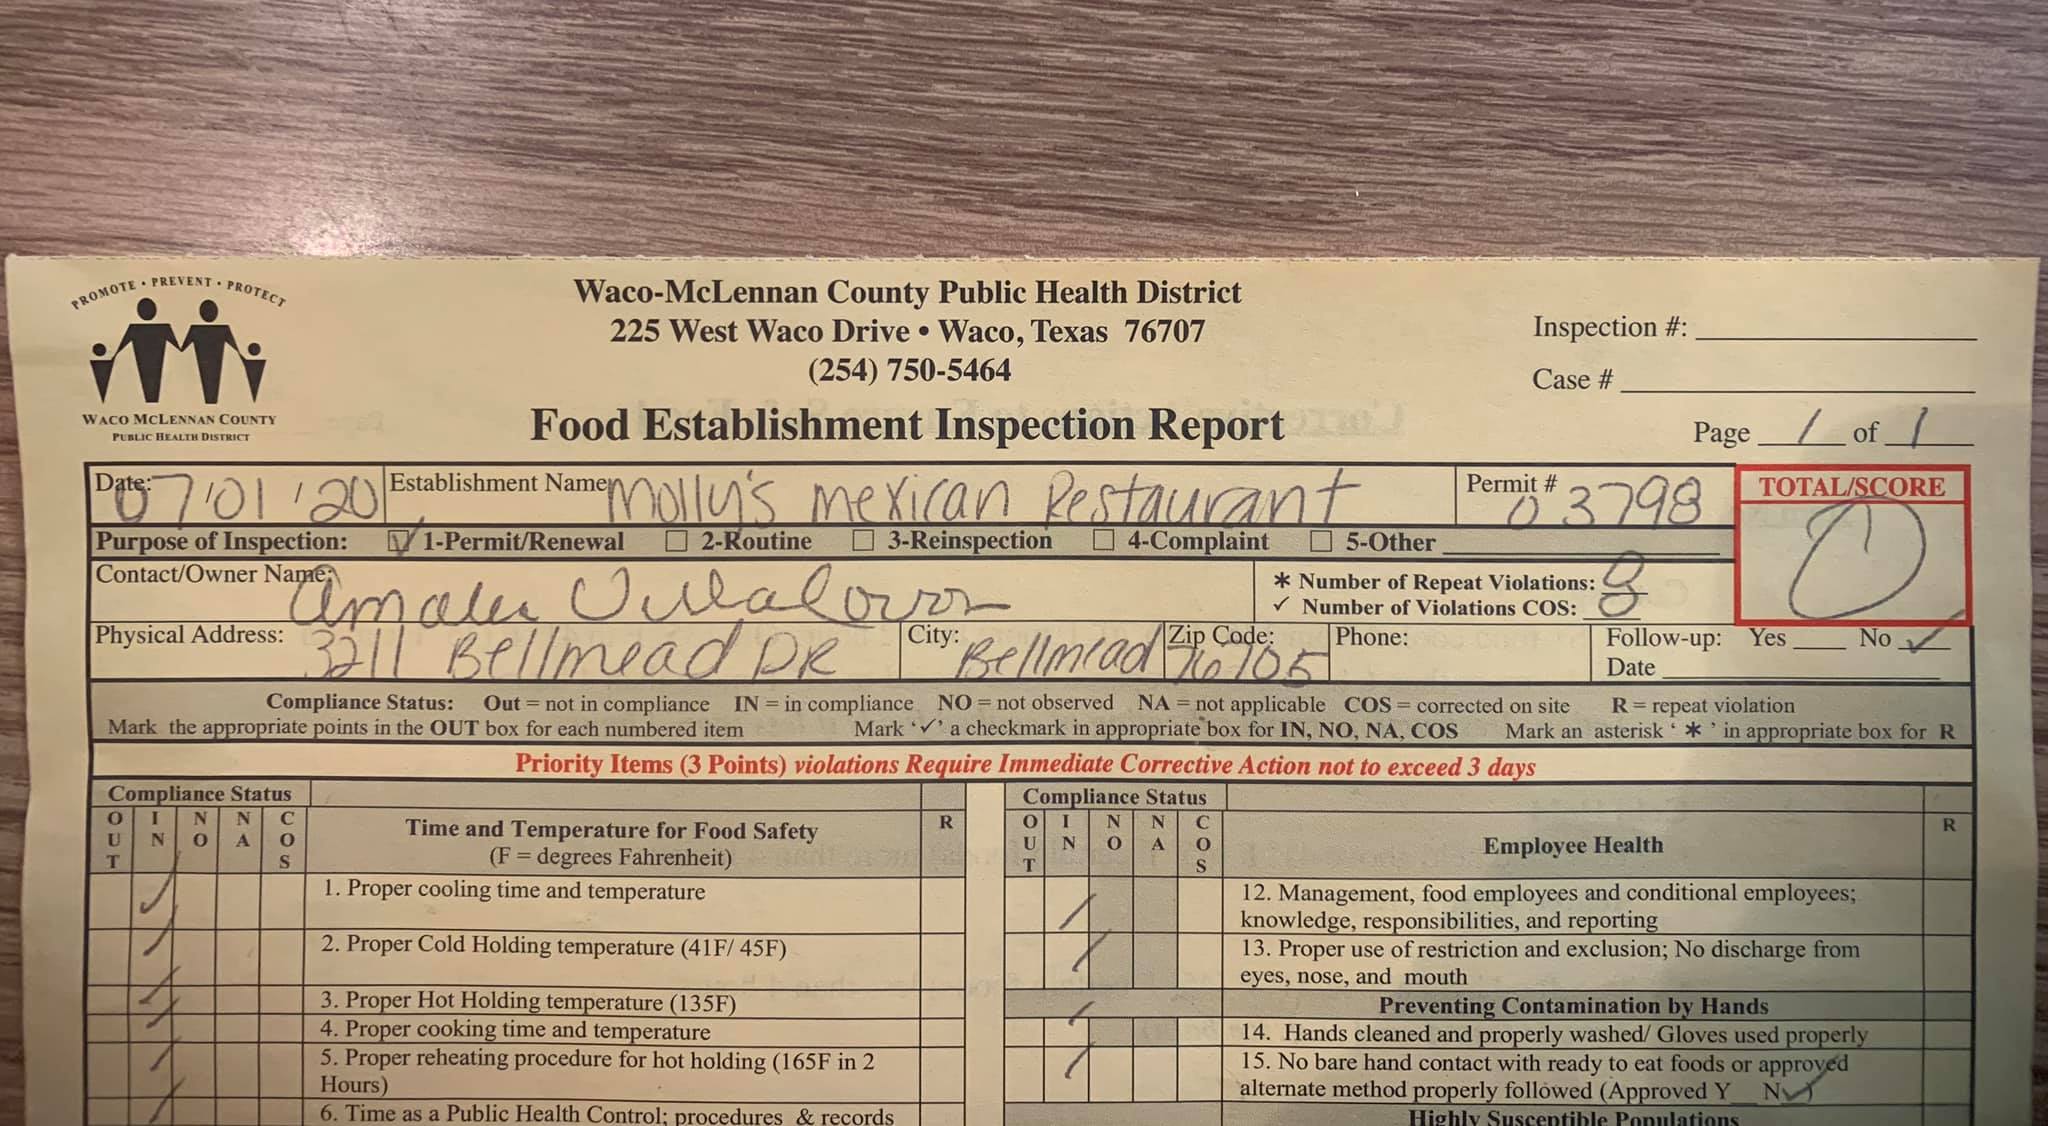 PROMOTE · PREVENT · PROTECT
WACO MCLENNAN COUNTY
PUBLIC HEALTH DISTRICT
Waco-McLennan County Public Health District
225 West Waco Drive • Waco, Texas 76707
(254) 750-5464
Food Establishment Inspection Report
Inspection #:
Case #
Page 1 of 1
Date: 07'01'20 Establishment Name: Molly's Mexican Restaurant Permit # 03798 TOTAL/SCORE
0
Purpose of Inspection: ✓ 1-Permit/Renewal 2-Routine 3-Reinspection 4-Complaint 5-Other
Contact/Owner Name:
* Number of Repeat Violations: 0
✓ Number of Violations COS: 0
Physical Address: 3211 Bellmead DR City: Bellmead Zip Code: 76705 Phone: Follow-up: Yes No ✓
Date
Compliance Status: Out = not in compliance IN = in compliance NO = not observed NA = not applicable COS = corrected on site R = repeat violation
Mark the appropriate points in the OUT box for each numbered item Mark '✓' a checkmark in appropriate box for IN, NO, NA, COS Mark an asterisk '*' in appropriate box for R
Priority Items (3 Points) violations Require Immediate Corrective Action not to exceed 3 days
Compliance Status
OUT IN NO NA COS
Time and Temperature for Food Safety
(F = degrees Fahrenheit)
R
✓ 1. Proper cooling time and temperature
✓ 2. Proper Cold Holding temperature (41F/ 45F)
✓ 3. Proper Hot Holding temperature (135F)
✓ 4. Proper cooking time and temperature
✓ 5. Proper reheating procedure for hot holding (165F in 2
Hours)
✓ 6. Time as a Public Health Control; procedures & records
Compliance Status
OUT IN NO NA COS
Employee Health
R
✓ 12. Management, food employees and conditional employees;
knowledge, responsibilities, and reporting
✓ 13. Proper use of restriction and exclusion; No discharge from
eyes, nose, and mouth
Preventing Contamination by Hands
✓ 14. Hands cleaned and properly washed/ Gloves used properly
✓ 15. No bare hand contact with ready to eat foods or approved
alternate method properly followed (Approved Y N ✓)
Highly Susceptible Populations